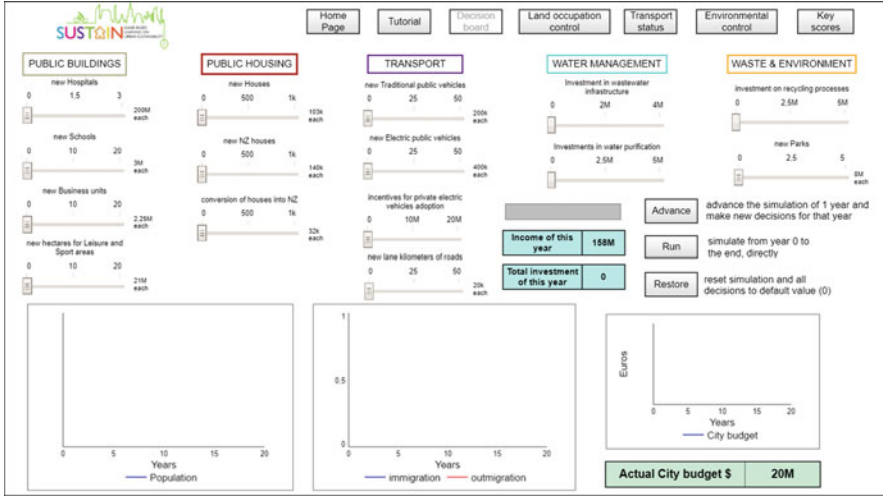 SUSTAIN
GAME-BASED
LEARNING ON
URBAN SUSTAINABILITY
Home
Page
Tutorial
Decision
board
Land occupation
control
Transport
status
Environmental
control
Key
scores
PUBLIC BUILDINGS
new Hospitals
0 1,5 3
200M
each
new Schools
0 10 20
3M
each
new Business units
0 10 20
2.25M
each
new hectares for Leisure and
Sport areas
0 10 20
21M
each
PUBLIC HOUSING
new Houses
0 500 1k
103k
each
new NZ houses
0 500 1k
140k
each
conversion of houses into NZ
0 500 1k
32k
each
TRANSPORT
new Traditional public vehicles
0 25 50
200k
each
new Electric public vehicles
0 25 50
400k
each
incentives for private electric
vehicles adoption
0 10M 20M
new lane kilometers of roads
0 25 50
20k
each
WATER MANAGEMENT
Investment in wastewater
infrastructure
0 2M 4M
Investments in water purification
0 2,5M 5M
WASTE & ENVIRONMENT
investment on recycling processes
0 2,5M 5M
new Parks
0 2,5 5
8M
each
Income of this
year
158M
Total investment
of this year
0
Advance
advance the simulation of 1 year and
make new decisions for that year
Run
simulate from year 0 to
the end, directly
Restore
reset simulation and all
decisions to default value (0)
0 5 10 15 20
Years
Population
1
0.5
0
0 5 10 15 20
Years
immigration outmigration
Euros
0 5 10 15 20
Years
City budget
Actual City budget $ 20M